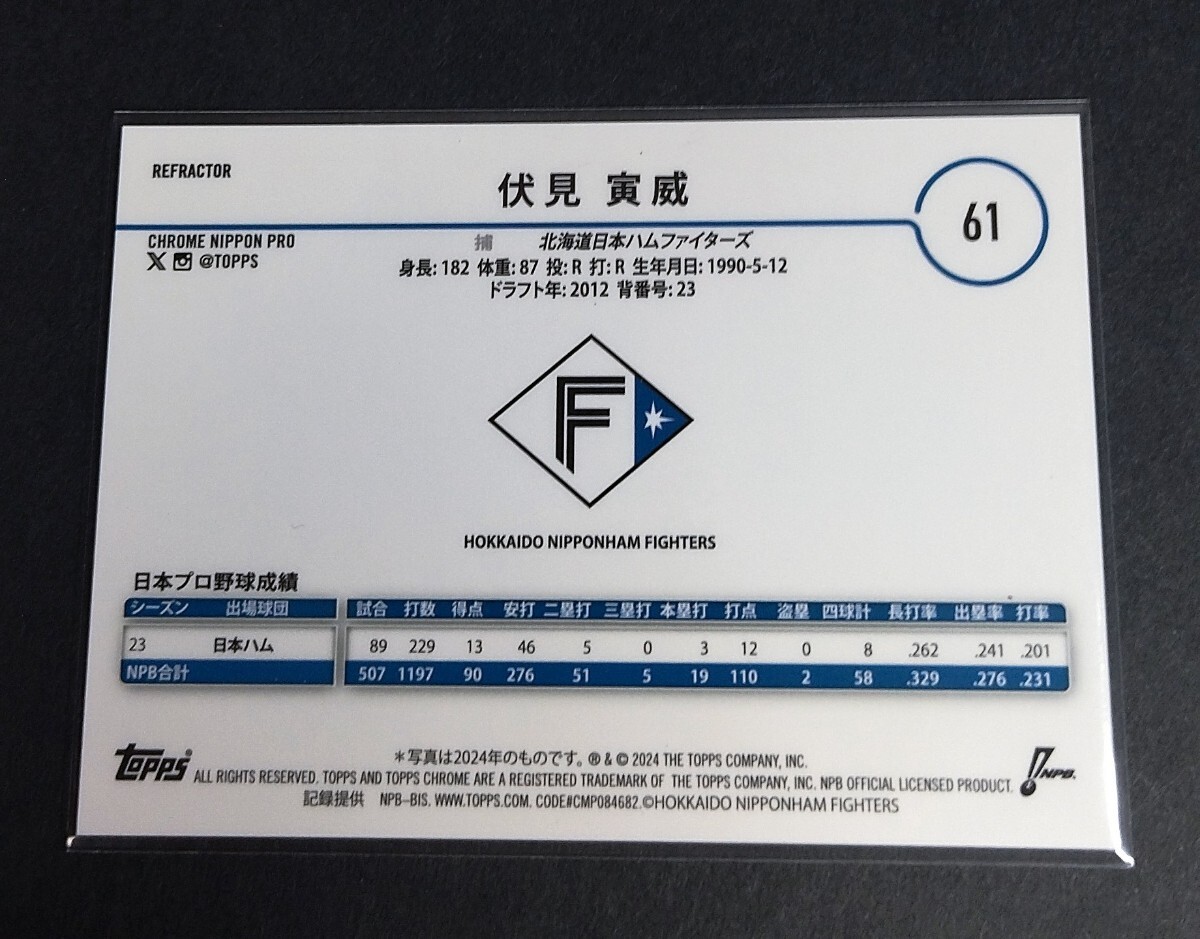 REFRACTOR
伏見 寅威
61
CHROME NIPPON PRO
捕 北海道日本ハムファイターズ
@TOPPS
身長: 182 体重: 87 投: R 打: R 生年月日: 1990-5-12
ドラフト年: 2012 背番号: 23
F
HOKKAIDO NIPPONHAM FIGHTERS
日本プロ野球成績
シーズン 出場球団 試合 打数 得点 安打 二塁打 三塁打 本塁打 打点 盗塁 四球計 長打率 出塁率 打率
23 日本ハム 89 229 13 46 5 0 3 12 0 8 .262 .241 .201
NPB合計 507 1197 90 276 51 5 19 110 2 58 .329 .276 .231
Topps®
＊写真は2024年のものです。 ® & © 2024 THE TOPPS COMPANY, INC.
ALL RIGHTS RESERVED. TOPPS AND TOPPS CHROME ARE A REGISTERED TRADEMARK OF THE TOPPS COMPANY, INC. NPB OFFICIAL LICENSED PRODUCT.
記録提供 NPB-BIS. WWW.TOPPS.COM. CODE#CMP084682.©HOKKAIDO NIPPONHAM FIGHTERS
NPB.